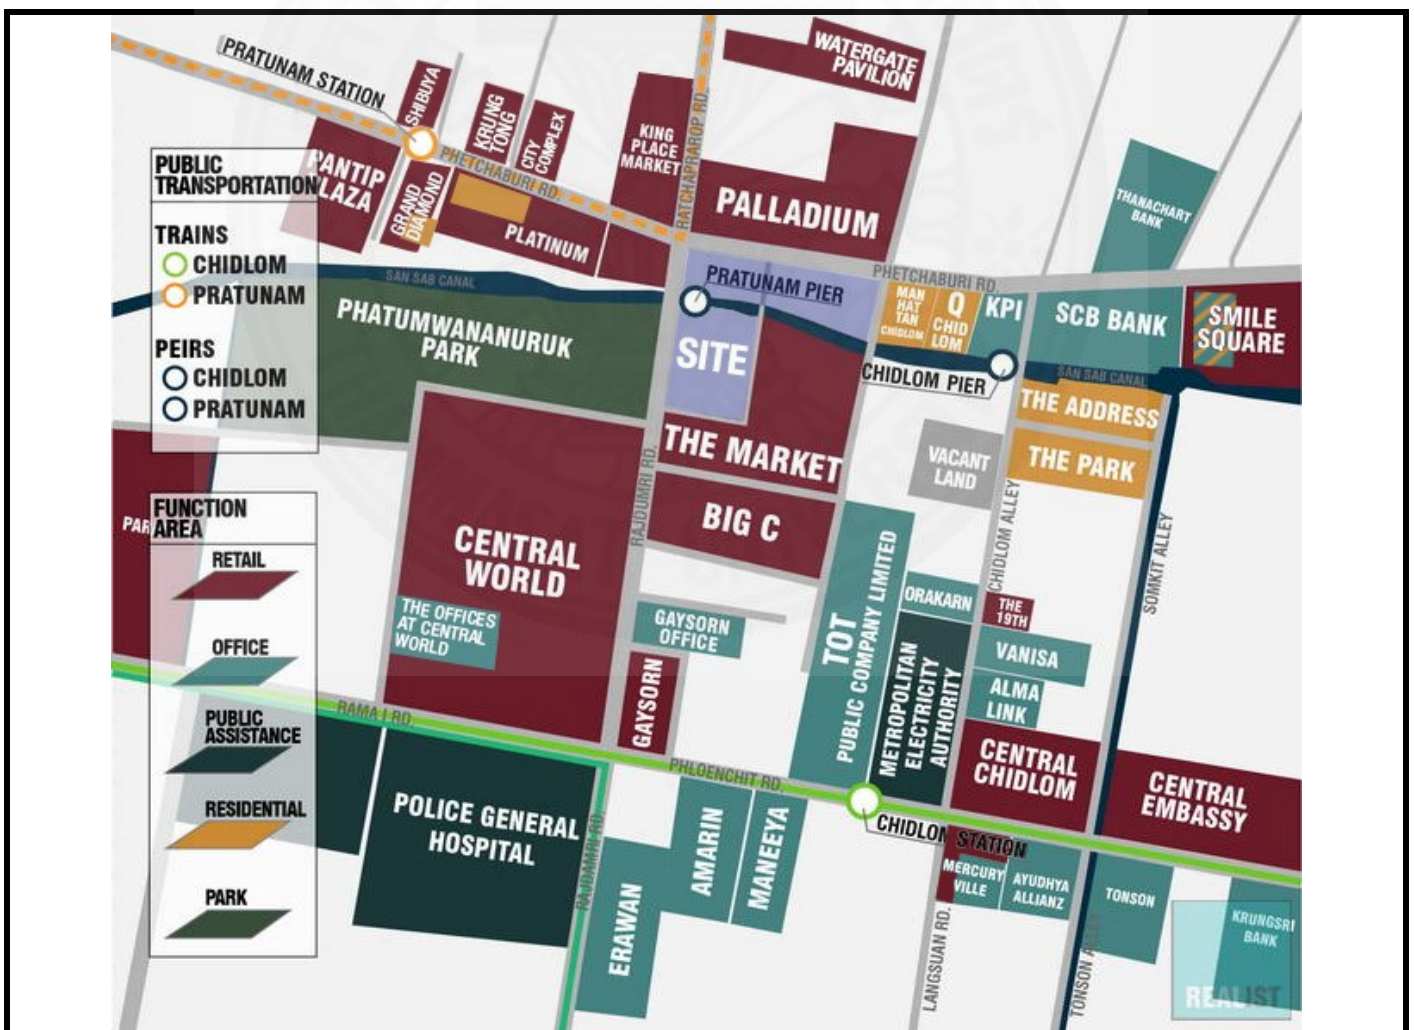 PRATUNAM STATION
SHIBUYA
KRUNG
TONG
CITY
COMPLEX
KING
PLACE
MARKET
RATCHAPRAROP RD.
WATERGATE
PAVILION
PUBLIC
TRANSPORTATION
PANTIP
PLAZA
GRAND
DIAMOND
PHETCHABURI RD.
PLATINUM
PALLADIUM
THANACHART
BANK
TRAINS
CHIDLOM
PRATUNAM
SAN SAB CANAL
PRATUNAM PIER
PHETCHABURI RD.
MAN
HAT
TAN
CHIDLOM
Q
CHID
LOM
KPI
SCB BANK
SMILE
SQUARE
PEIRS
CHIDLOM
PRATUNAM
PHATUMWANANURUK
PARK
SITE
CHIDLOM PIER
SAN SAB CANAL
THE ADDRESS
THE MARKET
VACANT
LAND
THE PARK
RAJDUMRI RD.
BIG C
CHIDLOM ALLEY
SOMKIT ALLEY
FUNCTION
AREA
PAR
RETAIL
CENTRAL
WORLD
THE OFFICES
AT CENTRAL
WORLD
GAYSORN
OFFICE
TOT
PUBLIC COMPANY LIMITED
ORAKARN
THE
19TH
OFFICE
GAYSORN
METROPOLITAN
ELECTRICITY
AUTHORITY
VANISA
ALMA
LINK
RAMA I RD.
PUBLIC
ASSISTANCE
PHLOENCHIT RD.
CENTRAL
CHIDLOM
CENTRAL
EMBASSY
RESIDENTIAL
POLICE GENERAL
HOSPITAL
RAJDAMRI RD.
AMARIN
MANEEYA
CHIDLOM STATION
MERCURY
VILLE
AYUDHYA
ALLIANZ
TONSON
PARK
ERAWAN
LANGSUAN RD.
TONSON ALLEY
KRUNGSRI
BANK
REALIST